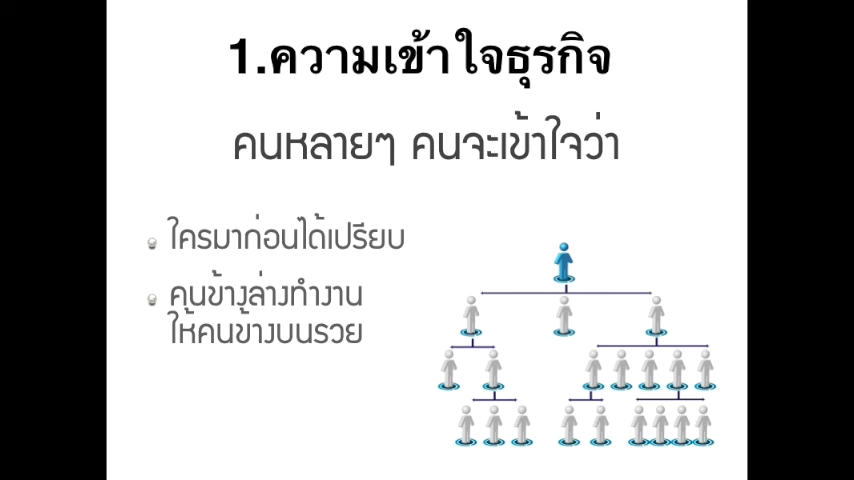 1.ความเข้าใจธุรกิจ
คนหลายๆ คนจะเข้าใจว่า
ใครมาก่อนได้เปรียบ
คนข้างล่างทำงาน
ให้คนข้างบนรวย